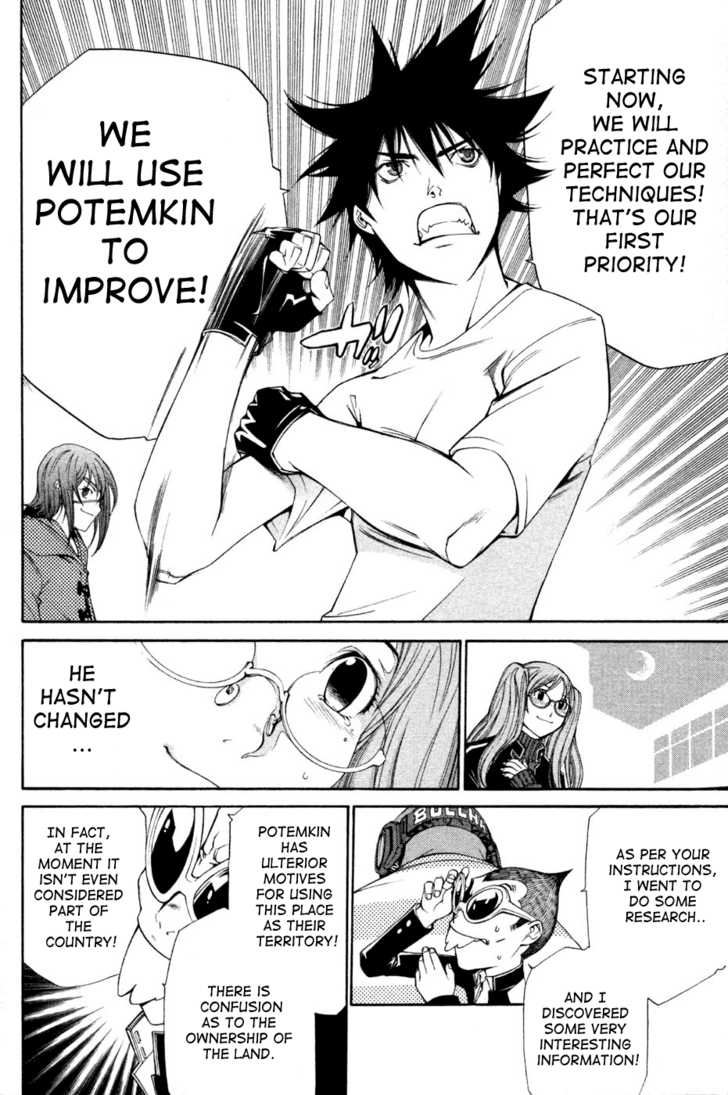 STARTING
NOW,
WE WILL
PRACTICE AND
PERFECT OUR
TECHNIQUES!
THAT'S OUR
FIRST
PRIORITY!
WE
WILL USE
POTEMKIN
TO
IMPROVE!
ガバ
HE
HASN'T
CHANGED
...
BUCCHA
AS PER YOUR
INSTRUCTIONS,
I WENT TO
DO SOME
RESEARCH..
AND I
DISCOVERED
SOME VERY
INTERESTING
INFORMATION!
POTEMKIN
HAS
ULTERIOR
MOTIVES
FOR USING
THIS PLACE
AS THEIR
TERRITORY!
THERE IS
CONFUSION
AS TO THE
OWNERSHIP OF
THE LAND.
IN FACT,
AT THE
MOMENT IT
ISN'T EVEN
CONSIDERED
PART OF
THE
COUNTRY!